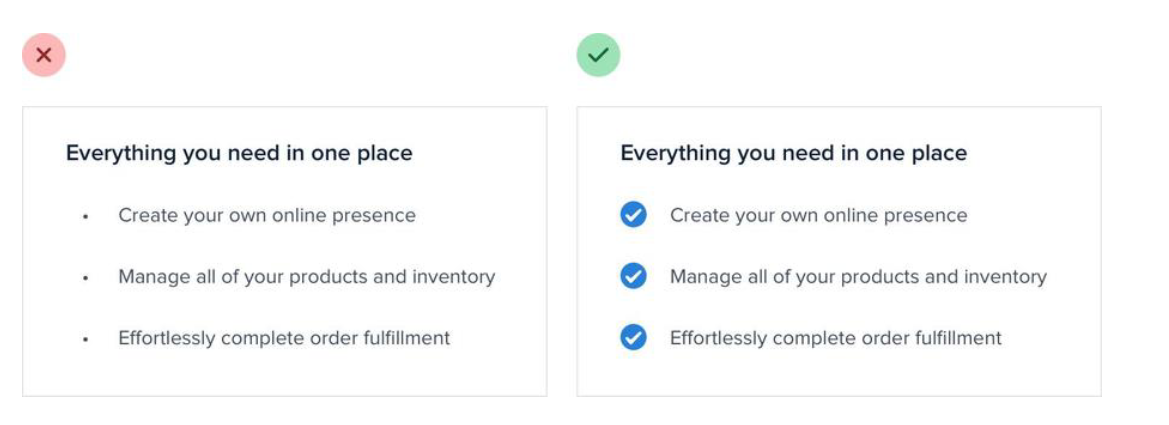 Everything you need in one place
• Create your own online presence
• Manage all of your products and inventory
• Effortlessly complete order fulfillment
Everything you need in one place
Create your own online presence
Manage all of your products and inventory
Effortlessly complete order fulfillment